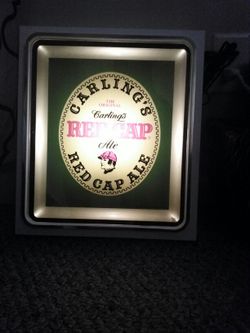 CARLING'S
THE
ORIGINAL
Carling's
RED CAP
Ale
RED CAP ALE